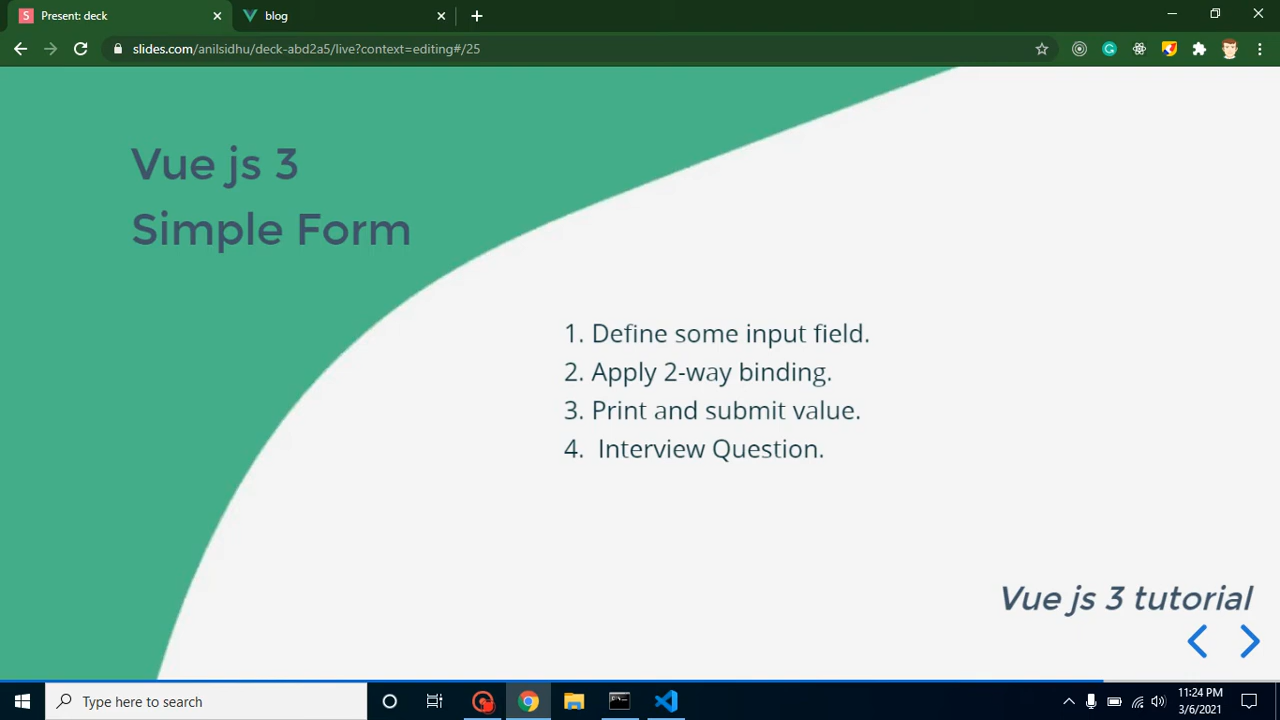 Present: deck
blog
slides.com/anilsidhu/deck-abd2a5/live?context=editing#/25
Vue js 3
Simple Form
1. Define some input field.
2. Apply 2-way binding.
3. Print and submit value.
4. Interview Question.
Vue js 3 tutorial
Type here to search
11:24 PM
3/6/2021